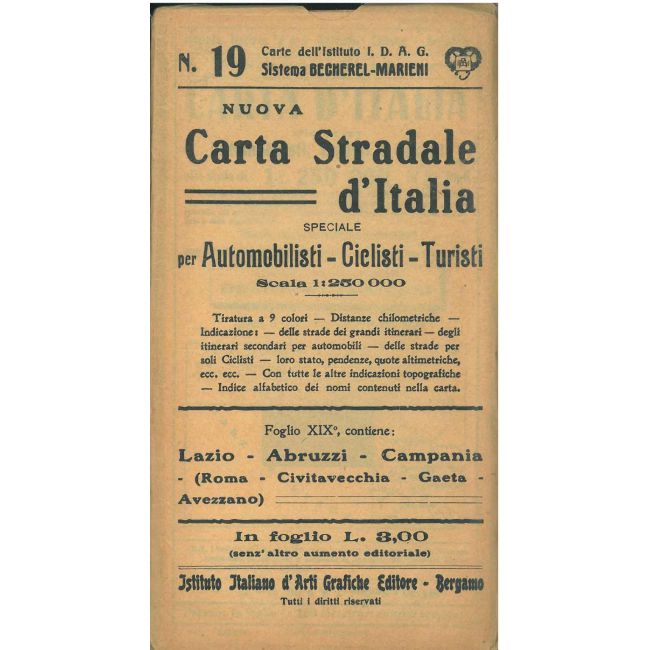 N. 19 Carte dell'Istituto I. D. A. G.
Sistema BECHEREL-MARIENI
NUOVA
Carta Stradale
d'Italia
SPECIALE
per Automobilisti - Ciclisti - Turisti
Scala 1:250 000
Tiratura a 9 colori — Distanze chilometriche —
Indicazione: — delle strade dei grandi itinerari — degli
itinerari secondari per automobili — delle strade per
soli Ciclisti — loro stato, pendenze, quote altimetriche,
ecc. ecc. — Con tutte le altre indicazioni topografiche
— Indice alfabetico dei nomi contenuti nella carta.
Foglio XIX°, contiene:
Lazio - Abruzzi - Campania
- (Roma - Civitavecchia - Gaeta -
Avezzano)
In foglio L. 3,00
(senz'altro aumento editoriale)
Istituto Italiano d'Arti Grafiche Editore - Bergamo
Tutti i diritti riservati